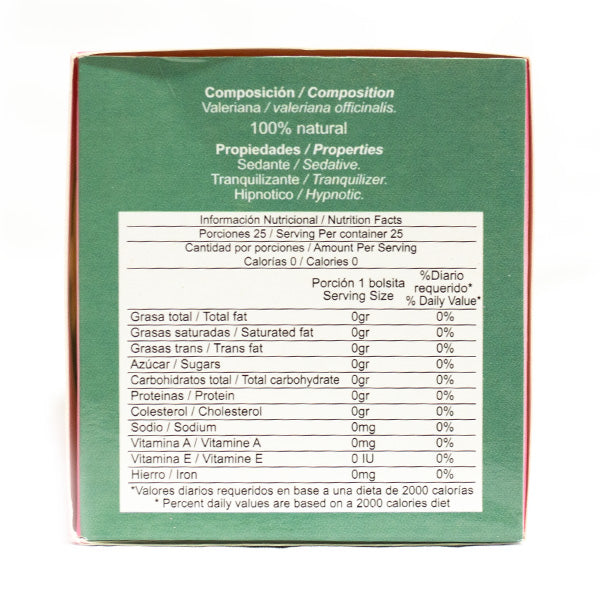 Composición / Composition
Valeriana / valeriana officinalis.
100% natural
Propiedades / Properties
Sedante / Sedative.
Tranquilizante / Tranquilizer.
Hipnotico / Hypnotic.
Información Nutricional / Nutrition Facts
Porciones 25 / Serving Per container 25
Cantidad por porciones / Amount Per Serving
Calorías 0 / Calories 0
Porción 1 bolsita
Serving Size
%Diario
requerido*
% Daily Value*
Grasa total / Total fat 0gr 0%
Grasas saturadas / Saturated fat 0gr 0%
Grasas trans / Trans fat 0gr 0%
Azúcar / Sugars 0gr 0%
Carbohidratos total / Total carbohydrate 0gr 0%
Proteinas / Protein 0gr 0%
Colesterol / Cholesterol 0gr 0%
Sodio / Sodium 0mg 0%
Vitamina A / Vitamine A 0mg 0%
Vitamina E / Vitamine E 0 IU 0%
Hierro / Iron 0mg 0%
*Valores diarios requeridos en base a una dieta de 2000 calorías
* Percent daily values are based on a 2000 calories diet